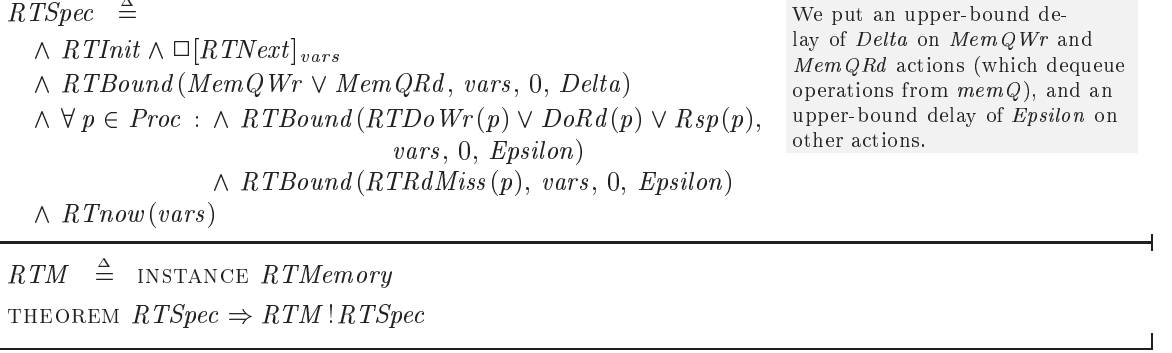 RTSpec ≜
∧ RTInit ∧ □[RTNext]_vars
∧ RTBound(MemQWr ∨ MemQRd, vars, 0, Delta)
∧ ∀ p ∈ Proc : ∧ RTBound(RTDoWr(p) ∨ DoRd(p) ∨ Rsp(p),
vars, 0, Epsilon)
∧ RTBound(RTRdMiss(p), vars, 0, Epsilon)
∧ RTnow(vars)
We put an upper-bound de-
lay of Delta on MemQWr and
MemQRd actions (which dequeue
operations from memQ), and an
upper-bound delay of Epsilon on
other actions.
RTM ≜ INSTANCE RTMemory
THEOREM RTSpec ⇒ RTM!RTSpec